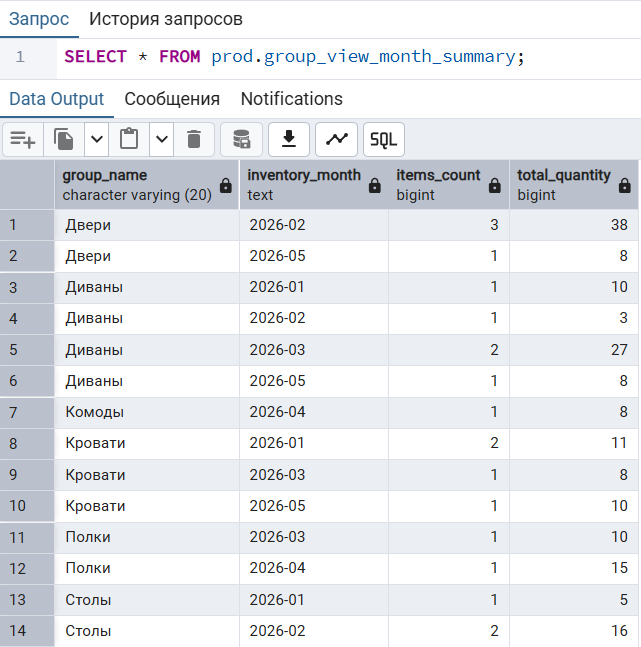 Запрос История запросов
1 SELECT * FROM prod.group_view_month_summary;
Data Output Сообщения Notifications
SQL
group_name inventory_month items_count total_quantity
character varying (20) text bigint bigint
1 Двери 2026-02 3 38
2 Двери 2026-05 1 8
3 Диваны 2026-01 1 10
4 Диваны 2026-02 1 3
5 Диваны 2026-03 2 27
6 Диваны 2026-05 1 8
7 Комоды 2026-04 1 8
8 Кровати 2026-01 2 11
9 Кровати 2026-03 1 8
10 Кровати 2026-05 1 10
11 Полки 2026-03 1 10
12 Полки 2026-04 1 15
13 Столы 2026-01 1 5
14 Столы 2026-02 2 16